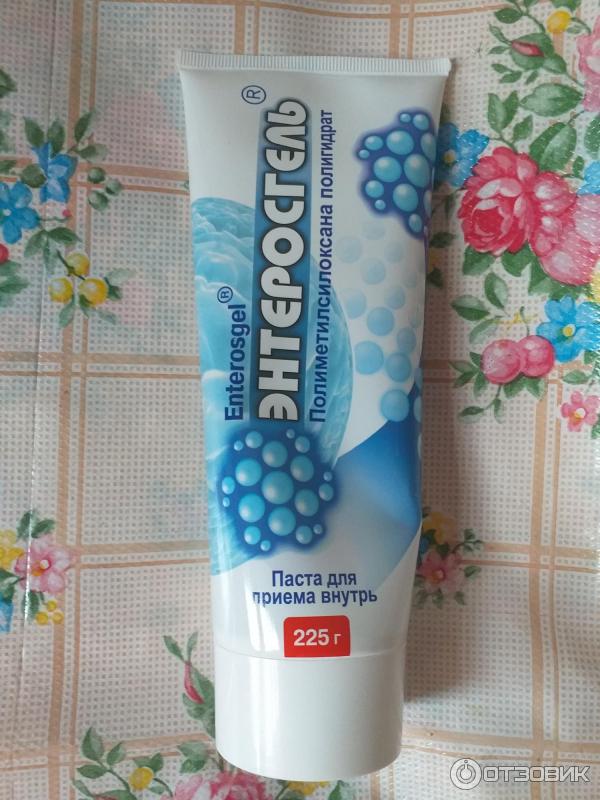 Enterosgel®
ЭНТЕРОСГЕЛЬ®
Полиметилсилоксана полигидрат
Паста для
приема внутрь
225 г
ОТЗОВИК